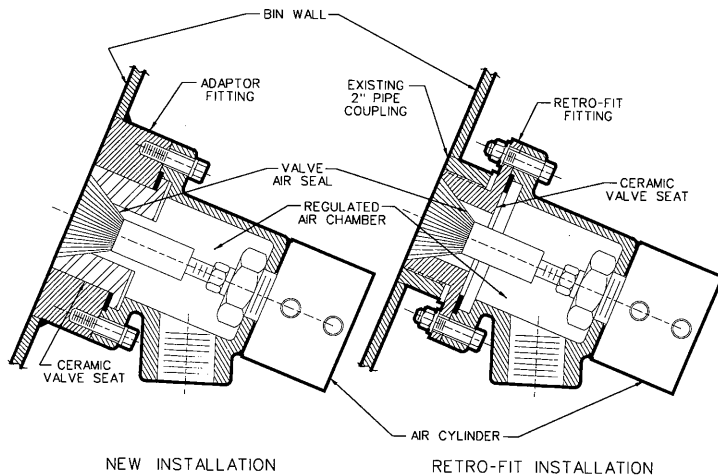 BIN WALL
ADAPTOR
FITTING
EXISTING
2" PIPE
COUPLING
RETRO-FIT
FITTING
VALVE
AIR SEAL
CERAMIC
VALVE SEAT
REGULATED
AIR CHAMBER
CERAMIC
VALVE SEAT
AIR CYLINDER
NEW INSTALLATION
RETRO-FIT INSTALLATION